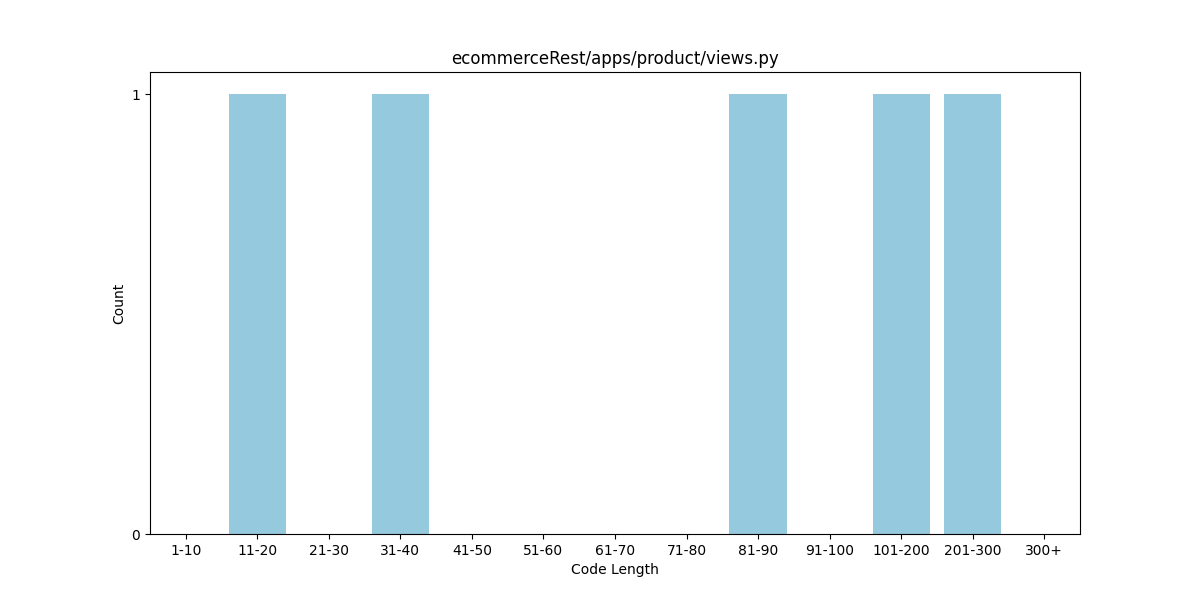 ecommerceRest/apps/product/views.py
Count
1
0
1-10 11-20 21-30 31-40 41-50 51-60 61-70 71-80 81-90 91-100 101-200 201-300 300+
Code Length